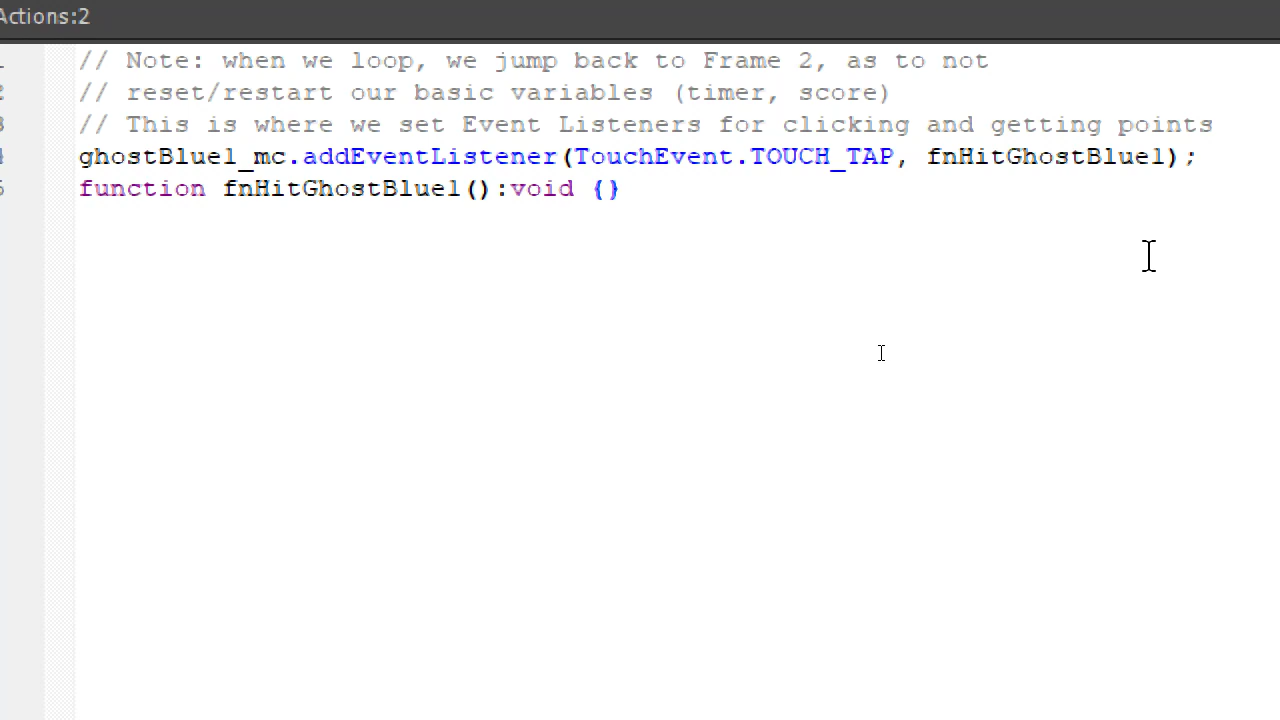 Actions:2
// Note: when we loop, we jump back to Frame 2, as to not
// reset/restart our basic variables (timer, score)
// This is where we set Event Listeners for clicking and getting points
ghostBlue1_mc.addEventListener(TouchEvent.TOUCH_TAP, fnHitGhostBlue1);
function fnHitGhostBlue1():void {}